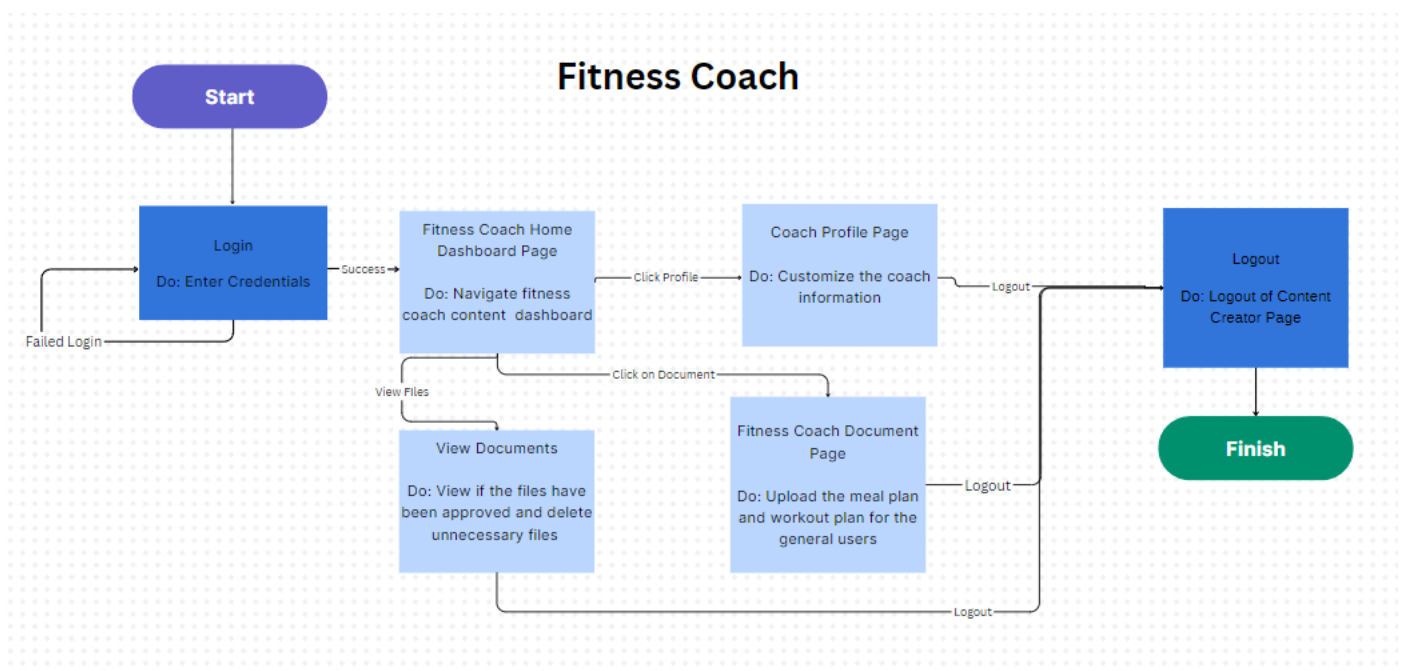 Fitness Coach
Start
Login
Do: Enter Credentials
Failed Login
Success
Fitness Coach Home
Dashboard Page
Do: Navigate fitness
coach content dashboard
Click Profile
Coach Profile Page
Do: Customize the coach
information
Logout
Logout
Do: Logout of Content
Creator Page
View FIles
Click on Document
View Documents
Do: View if the files have
been approved and delete
unnecessary files
Fitness Coach Document
Page
Do: Upload the meal plan
and workout plan for the
general users
Logout
Finish
Logout